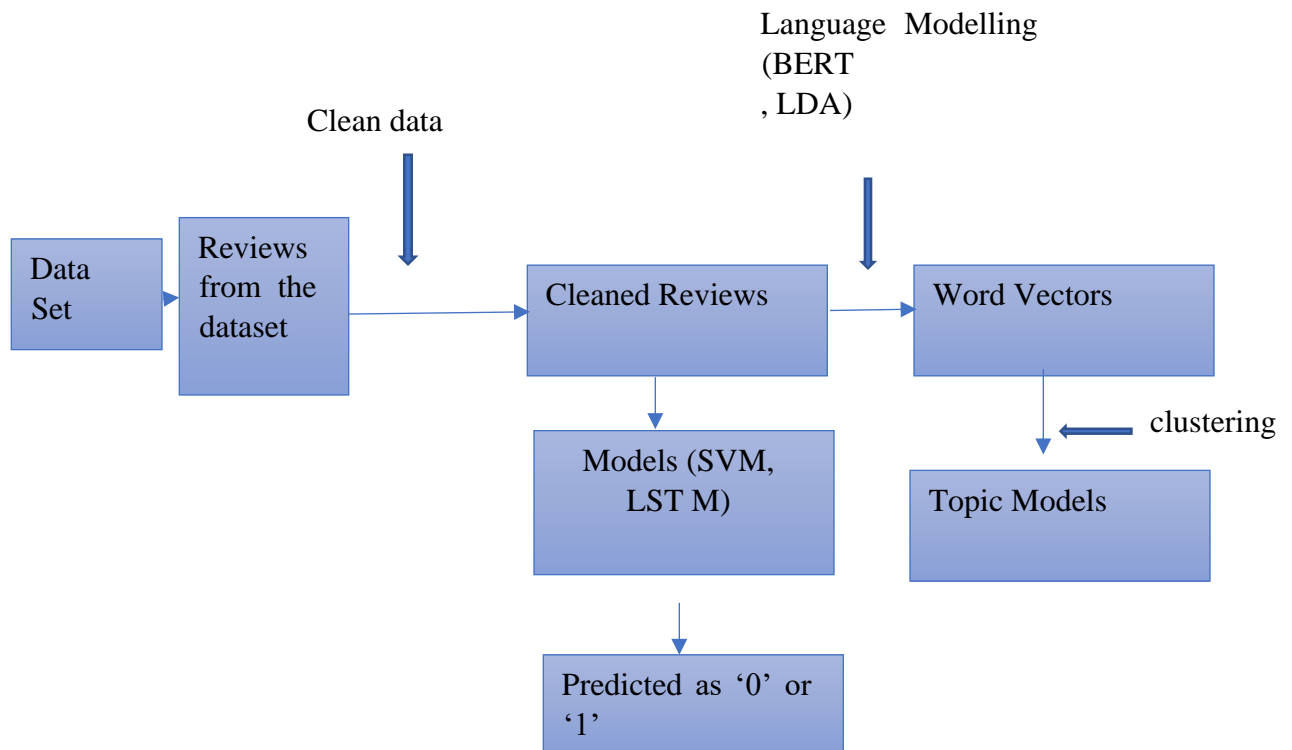 Language Modelling
(BERT
, LDA)
Clean data
Data
Set
Reviews
from the
dataset
Cleaned Reviews
Word Vectors
clustering
Models (SVM,
LST M)
Topic Models
Predicted as ‘0’ or
‘1’